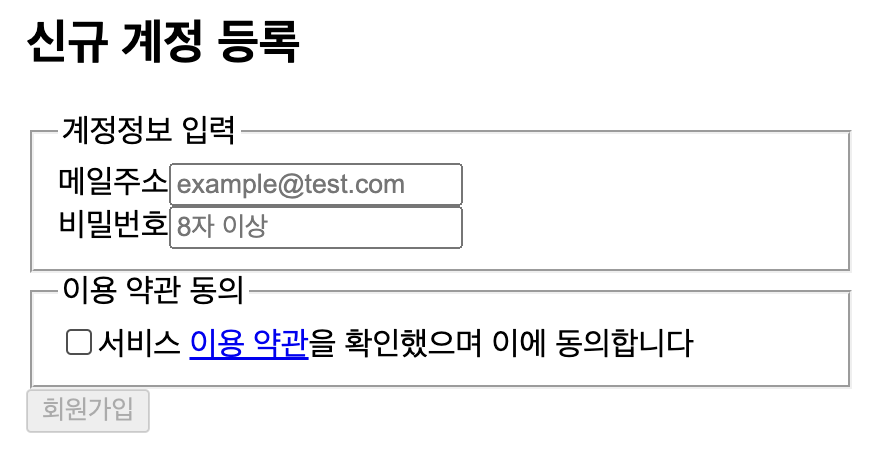 신규 계정 등록
계정정보 입력
메일주소 example@test.com
비밀번호 8자 이상
이용 약관 동의
서비스 이용 약관을 확인했으며 이에 동의합니다
회원가입